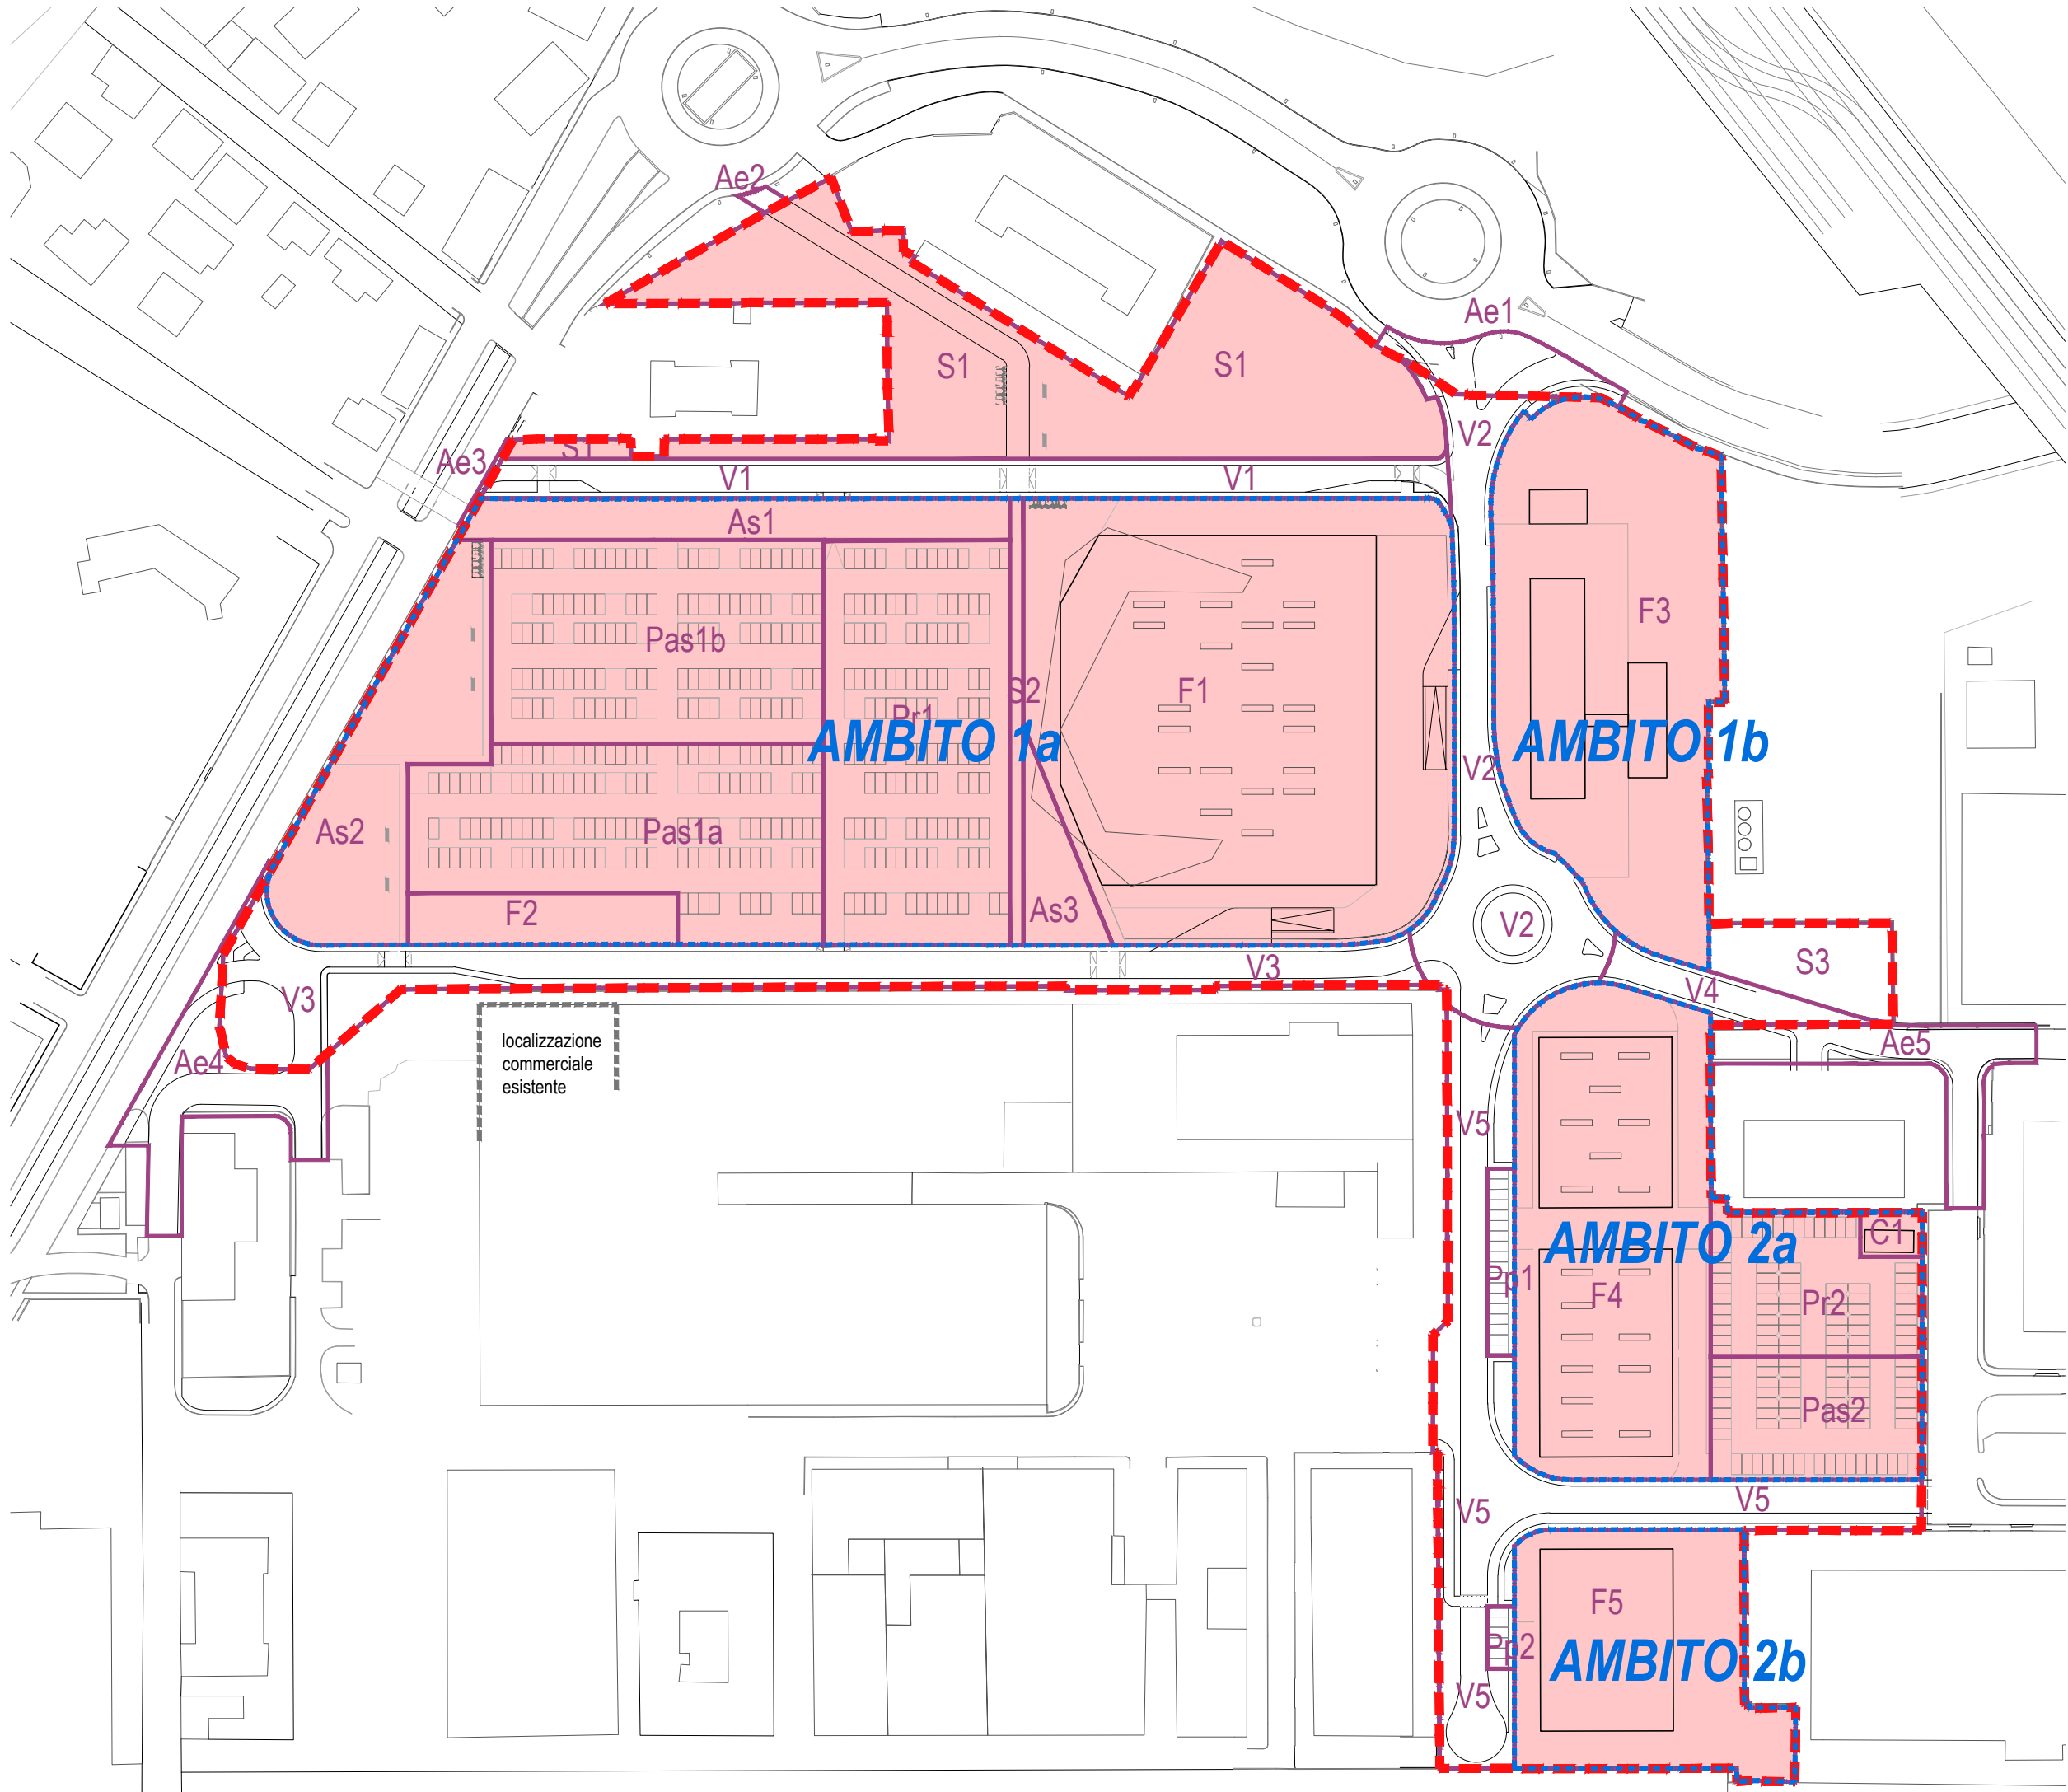 Ae2
Ae1
S1
S1
V2
S1
Ae3
V1
V1
As1
F3
Pas1b
S2
F1
Pr1
AMBITO 1a
AMBITO 1b
V2
As2
Pas1a
F2
As3
V2
V3
S3
V4
V3
localizzazione
commerciale
esistente
Ae4
Ae5
V5
C1
AMBITO 2a
Pp1
F4
Pr2
Pas2
V5
V5
F5
Pp2
AMBITO 2b
V5